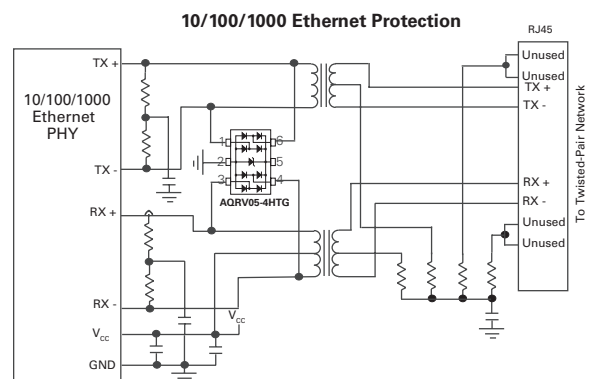 10/100/1000 Ethernet Protection
RJ45
TX +
10/100/1000
Ethernet
PHY
TX -
RX +
RX -
VCC
GND
1
2
3
6
5
4
AQRV05-4HTG
VCC
Unused
Unused
TX +
TX -
RX +
RX -
Unused
Unused
To Twisted-Pair Network